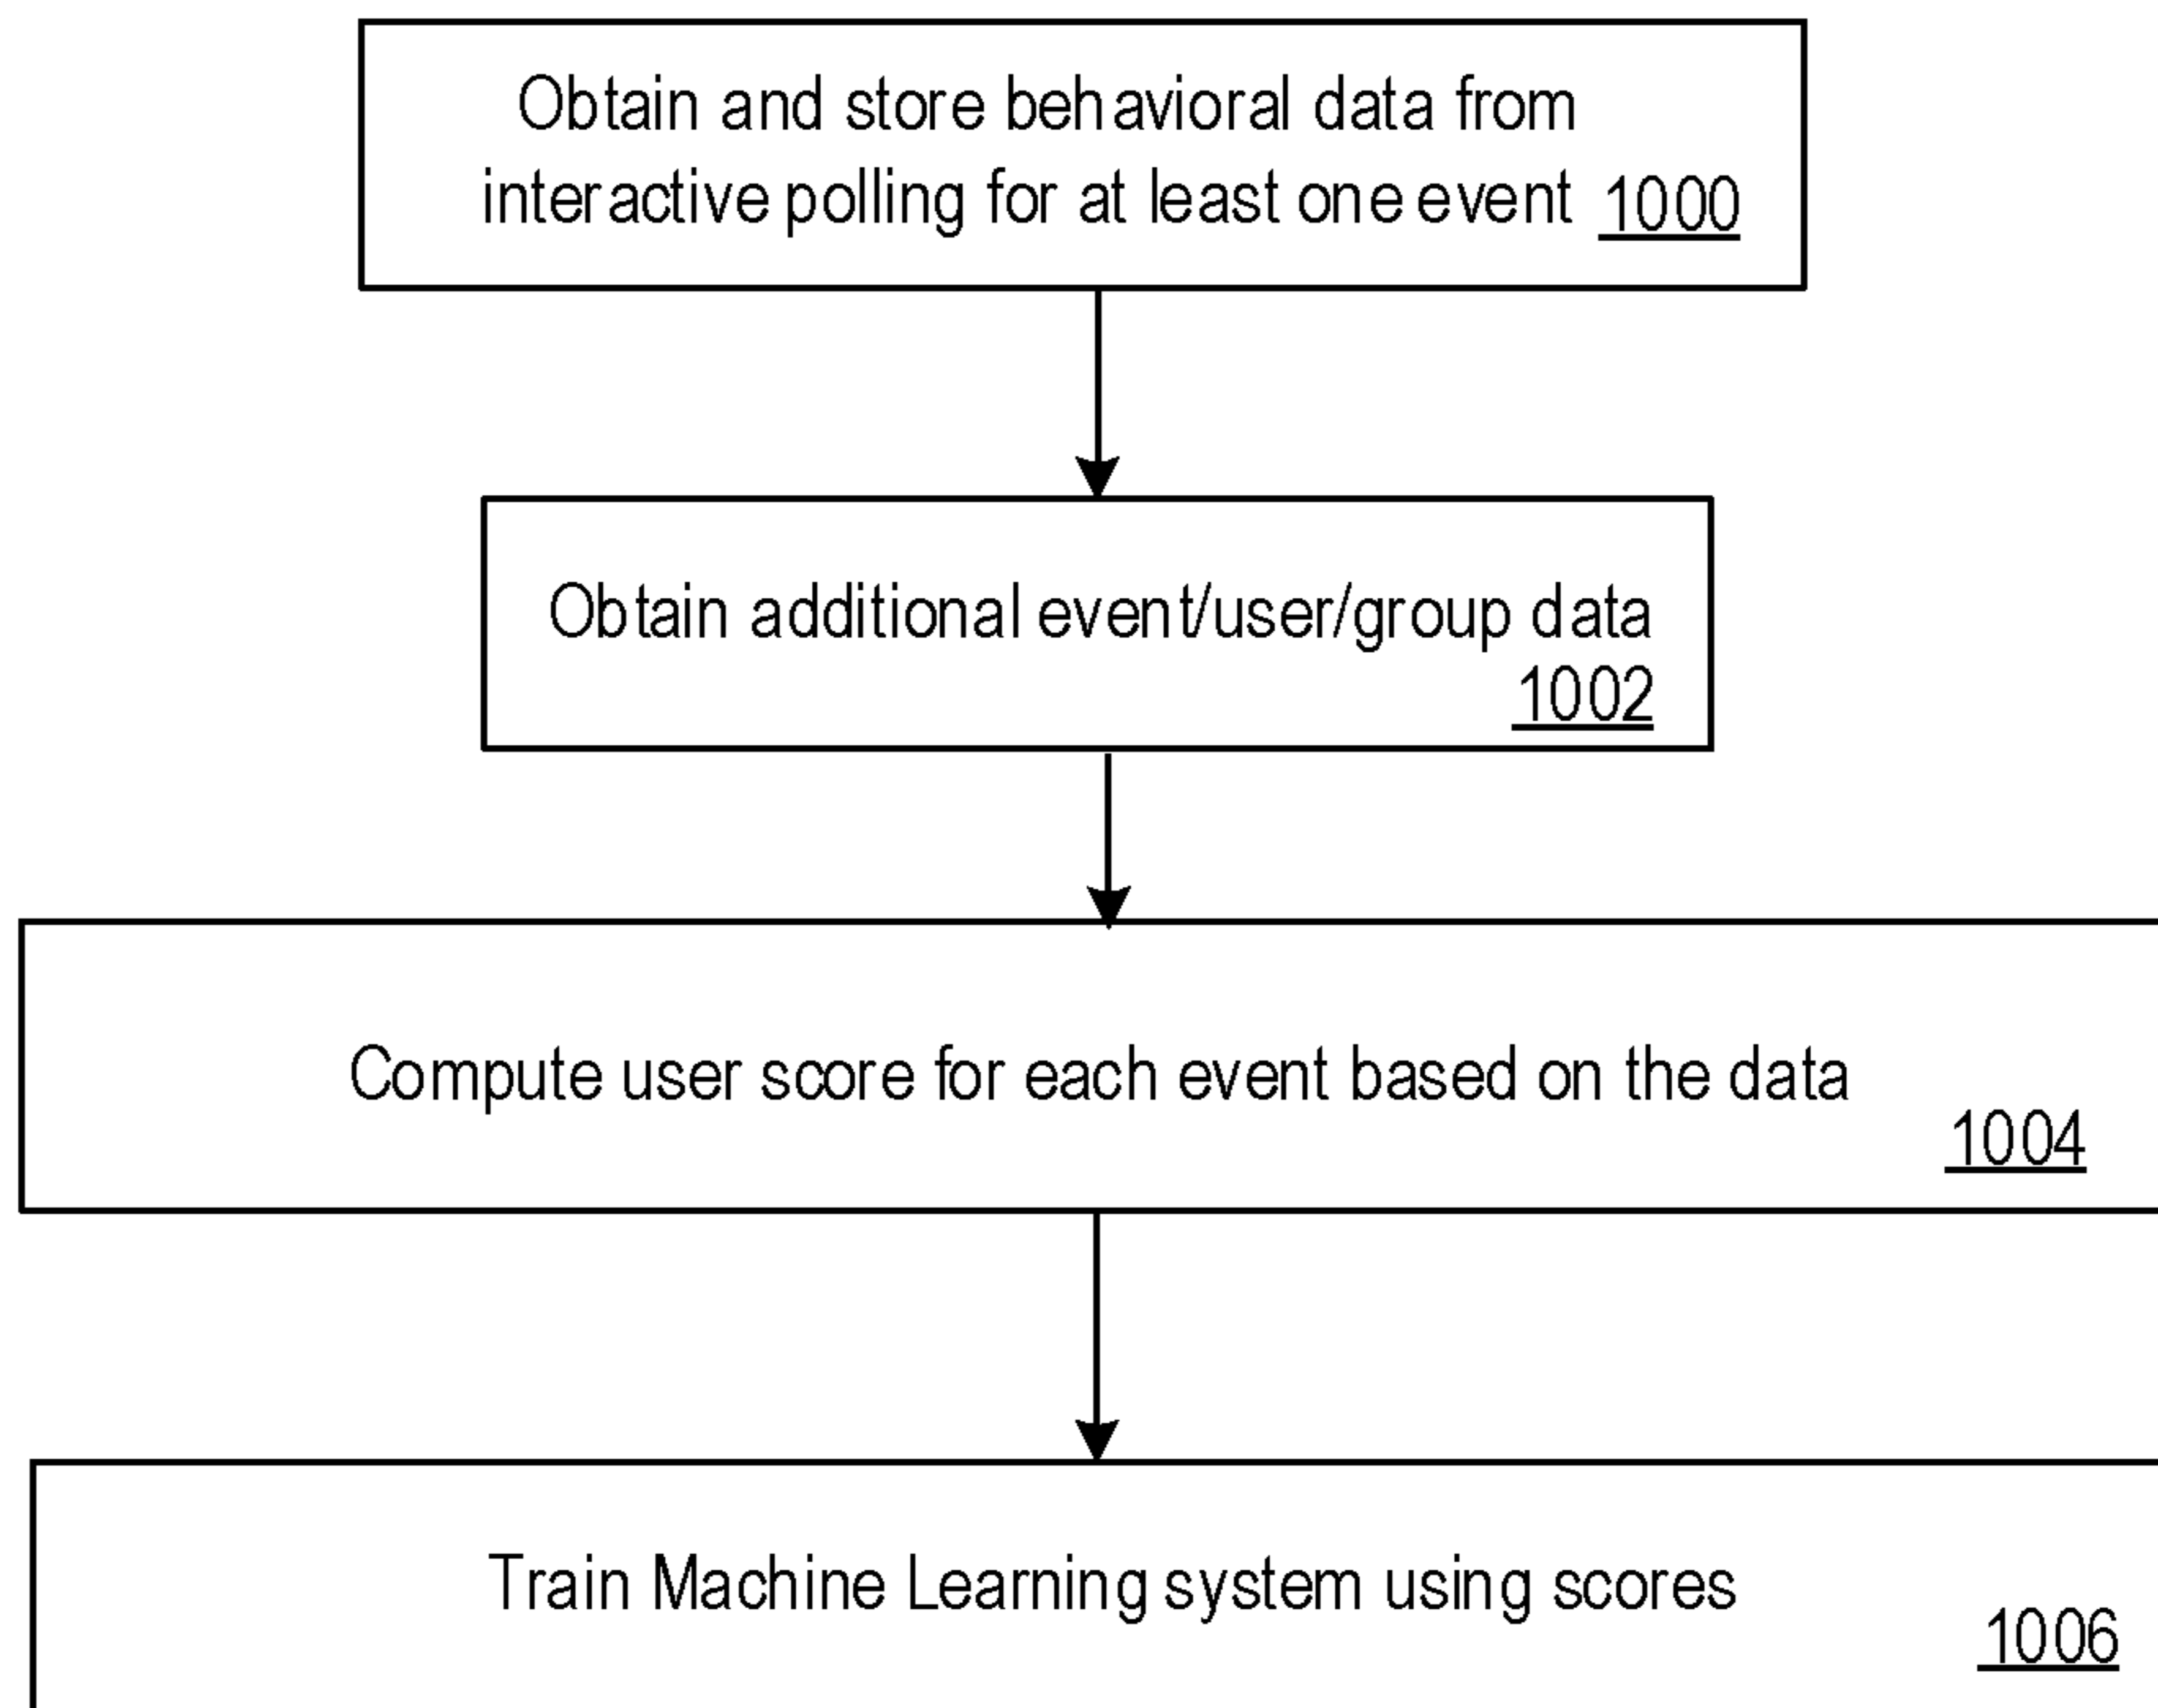 Obtain and store behavioral data from
interactive polling for at least one event 1000
Obtain additional event/user/group data
1002
Compute user score for each event based on the data
1004
Train Machine Learning system using scores
1006